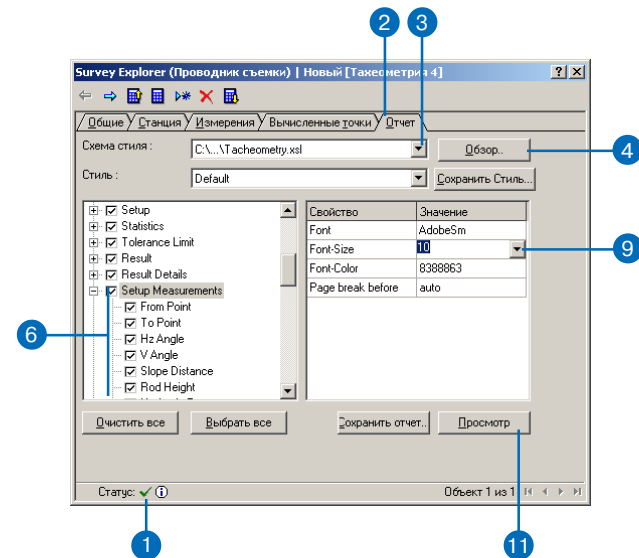 2
3
Survey Explorer (Проводник съемки) | Новый [Тахеометрия 4]
Общие Станция Измерения Вычисленные точки Отчет
Схема стиля : C:\...\Tacheometry.xsl Обзор..
4
Стиль : Default Сохранить Стиль...
Setup
Statistics
Tolerance Limit
Result
Result Details
Setup Measurements
From Point
To Point
Hz Angle
V Angle
Slope Distance
Rod Height
6
Свойство Значение
Font AdobeSm
Font-Size 10
9
Font-Color 8388863
Page break before auto
Очистить все Выбрать все Сохранить отчет.. Просмотр
Статус: Объект 1 из 1
1
11